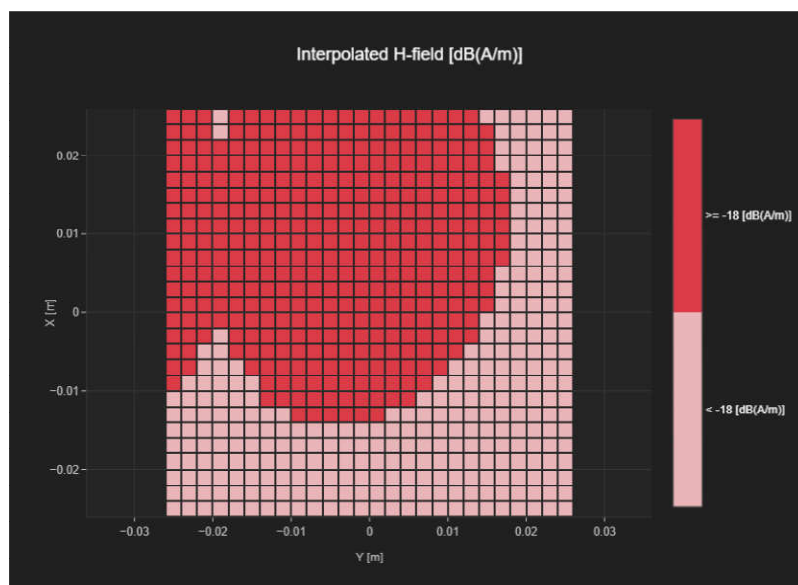 Interpolated H-field [dB(A/m)]
0.02
0.01
0
−0.01
−0.02
X [m]
−0.03
−0.02
−0.01
0
0.01
0.02
0.03
Y [m]
>= -18 [dB(A/m)]
< -18 [dB(A/m)]